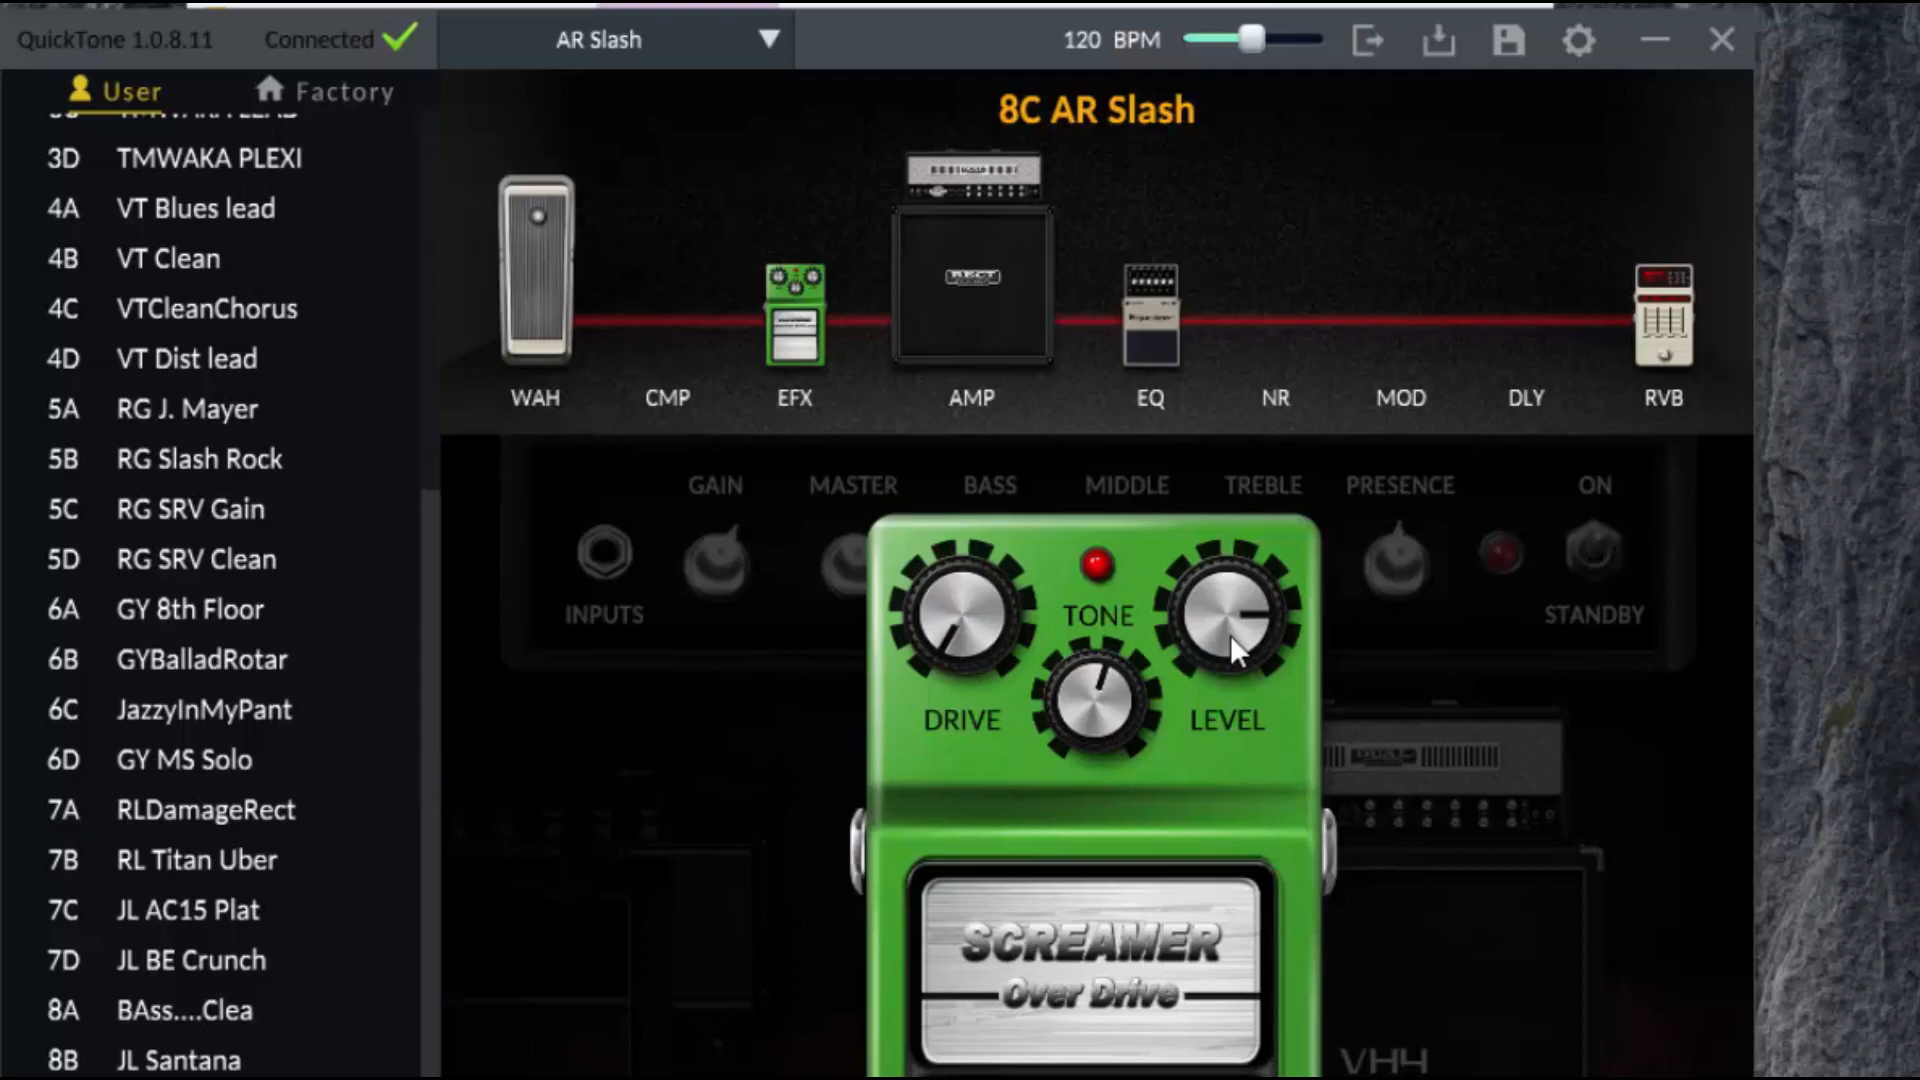 QuickTone 1.0.8.11
Connected
AR Slash
120 BPM
User
Factory
3D TMWAKA PLEXI
4A VT Blues lead
4B VT Clean
4C VTCleanChorus
4D VT Dist lead
5A RG J. Mayer
5B RG Slash Rock
5C RG SRV Gain
5D RG SRV Clean
6A GY 8th Floor
6B GYBalladRotar
6C JazzyInMyPant
6D GY MS Solo
7A RLDamageRect
7B RL Titan Uber
7C JL AC15 Plat
7D JL BE Crunch
8A BAss....Clea
8B JL Santana
8C AR Slash
RECT
WAH CMP EFX AMP EQ NR MOD DLY RVB
GAIN MASTER BASS MIDDLE TREBLE PRESENCE ON
INPUTS
STANDBY
TONE
DRIVE
LEVEL
SCREAMER
Over Drive
VH4